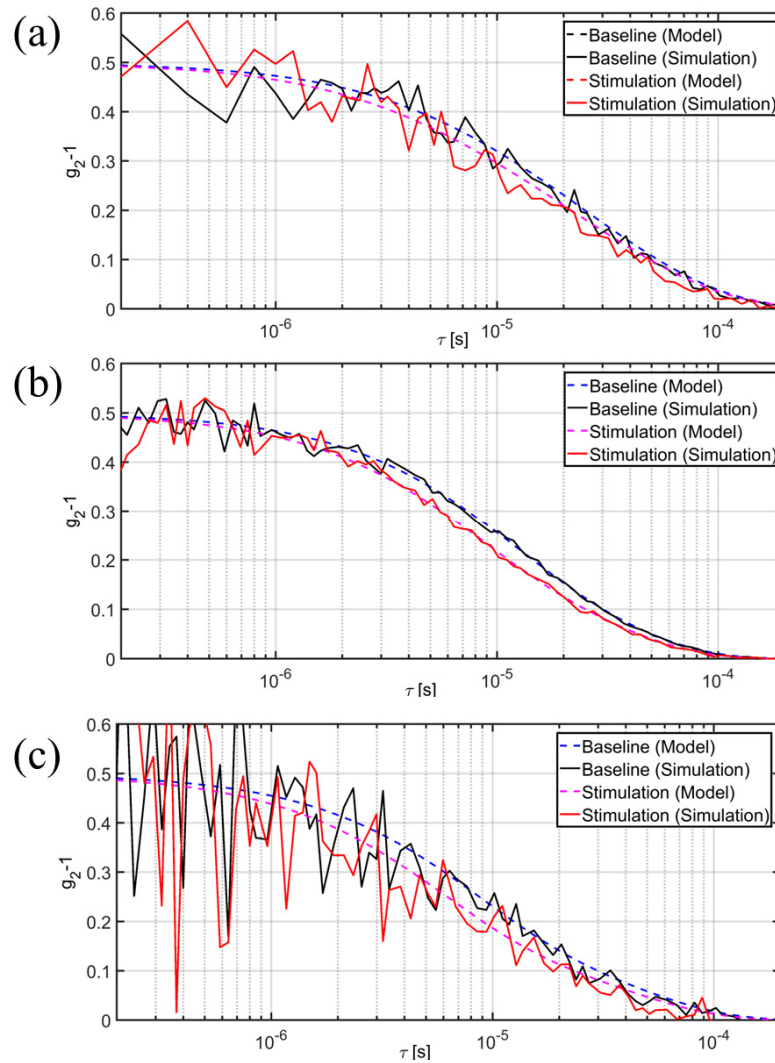 (a)
0.6
0.5
0.4
0.3
0.2
0.1
0
g2-1
Baseline (Model)
Baseline (Simulation)
Stimulation (Model)
Stimulation (Simulation)
10-6
10-5
10-4
τ [s]
(b)
0.6
0.5
0.4
0.3
0.2
0.1
0
g2-1
Baseline (Model)
Baseline (Simulation)
Stimulation (Model)
Stimulation (Simulation)
10-6
10-5
10-4
τ [s]
(c)
0.6
0.5
0.4
0.3
0.2
0.1
0
g2-1
Baseline (Model)
Baseline (Simulation)
Stimulation (Model)
Stimulation (Simulation)
10-6
10-5
10-4
τ [s]